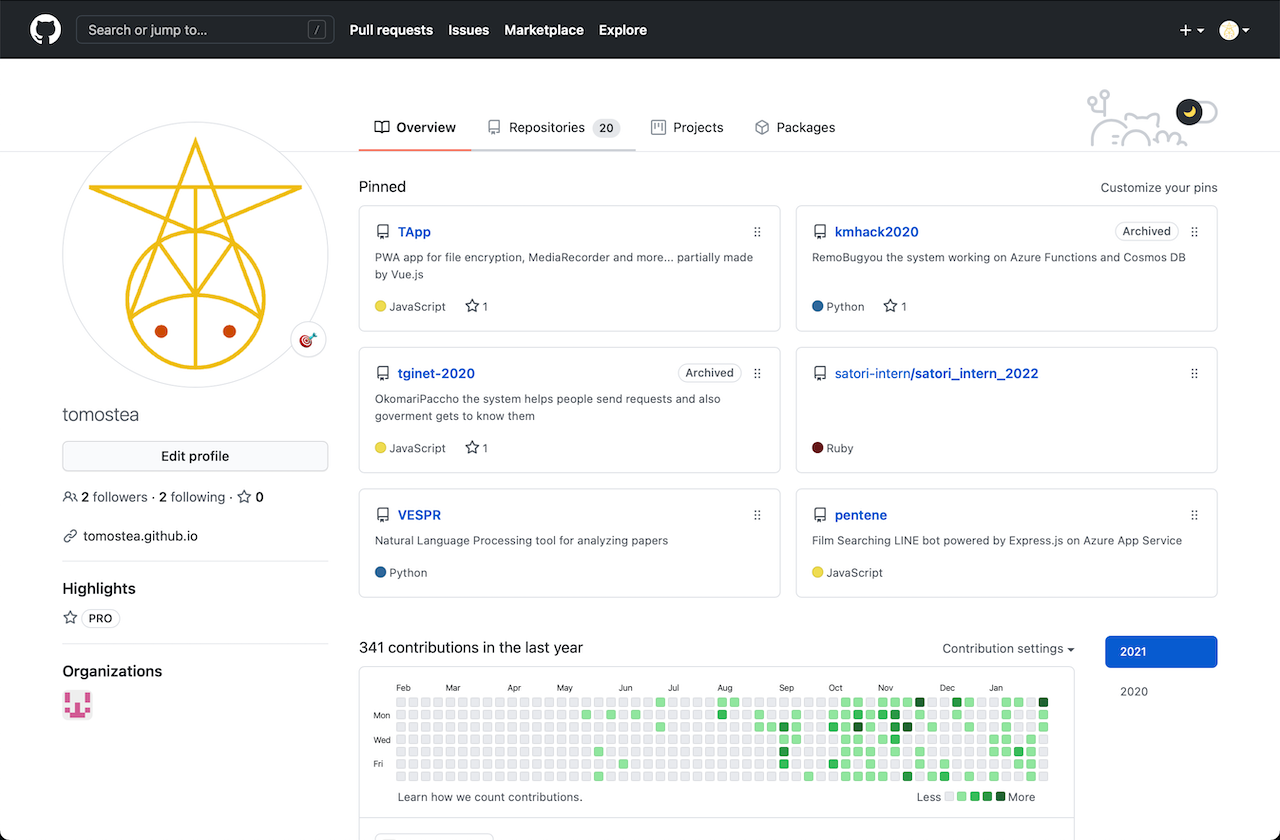 Search or jump to... / Pull requests Issues Marketplace Explore
Overview Repositories 20 Projects Packages
tomostea
Edit profile
2 followers · 2 following · 0
tomostea.github.io
Highlights
PRO
Organizations
Pinned
Customize your pins
TApp
PWA app for file encryption, MediaRecorder and more... partially made
by Vue.js
JavaScript 1
kmhack2020 Archived
RemoBugyou the system working on Azure Functions and Cosmos DB
Python 1
tginet-2020 Archived
OkomariPaccho the system helps people send requests and also
goverment gets to know them
JavaScript 1
satori-intern/satori_intern_2022
Ruby
VESPR
Natural Language Processing tool for analyzing papers
Python
pentene
Film Searching LINE bot powered by Express.js on Azure App Service
JavaScript
341 contributions in the last year
Contribution settings
Feb Mar Apr May Jun Jul Aug Sep Oct Nov Dec Jan
Mon
Wed
Fri
Learn how we count contributions.
Less More
2021
2020